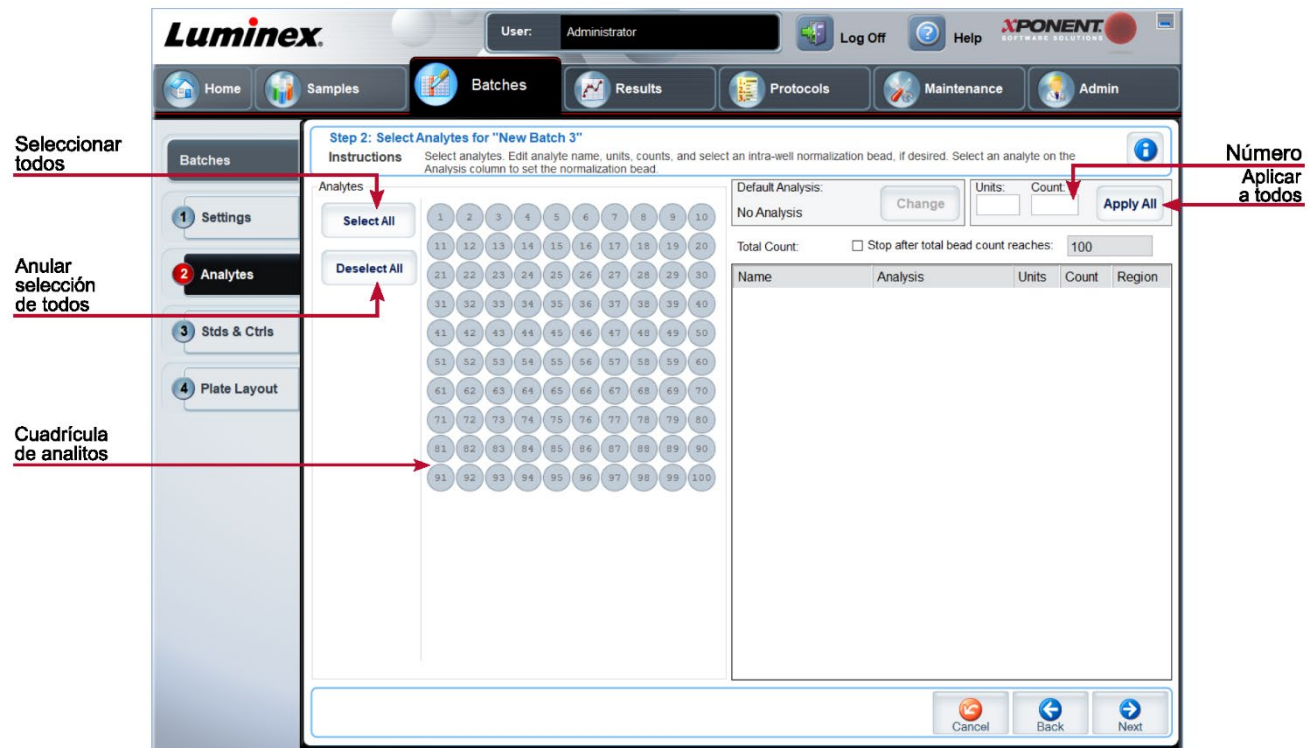 Luminex.
User: Administrator
Log Off
Help
XPONENT.
SOFTWARE SOLUTIONS
Home
Samples
Batches
Results
Protocols
Maintenance
Admin
Seleccionar
todos
Anular
selección
de todos
Cuadrícula
de analitos
Número
Aplicar
a todos
Batches
1 Settings
2 Analytes
3 Stds & Ctrls
4 Plate Layout
Step 2: Select Analytes for "New Batch 3"
Instructions Select analytes. Edit analyte name, units, counts, and select an intra-well normalization bead, if desired. Select an analyte on the
Analysis column to set the normalization bead.
Analytes
Select All
Deselect All
1 2 3 4 5 6 7 8 9 10
11 12 13 14 15 16 17 18 19 20
21 22 23 24 25 26 27 28 29 30
31 32 33 34 35 36 37 38 39 40
41 42 43 44 45 46 47 48 49 50
51 52 53 54 55 56 57 58 59 60
61 62 63 64 65 66 67 68 69 70
71 72 73 74 75 76 77 78 79 80
81 82 83 84 85 86 87 88 89 90
91 92 93 94 95 96 97 98 99 100
Default Analysis:
No Analysis
Change
Units:
Count:
Apply All
Total Count:
Stop after total bead count reaches: 100
Name Analysis Units Count Region
Cancel
Back
Next